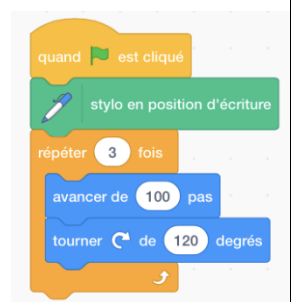 quand est cliqué
stylo en position d'écriture
répéter 3 fois
avancer de 100 pas
tourner de 120 degrés